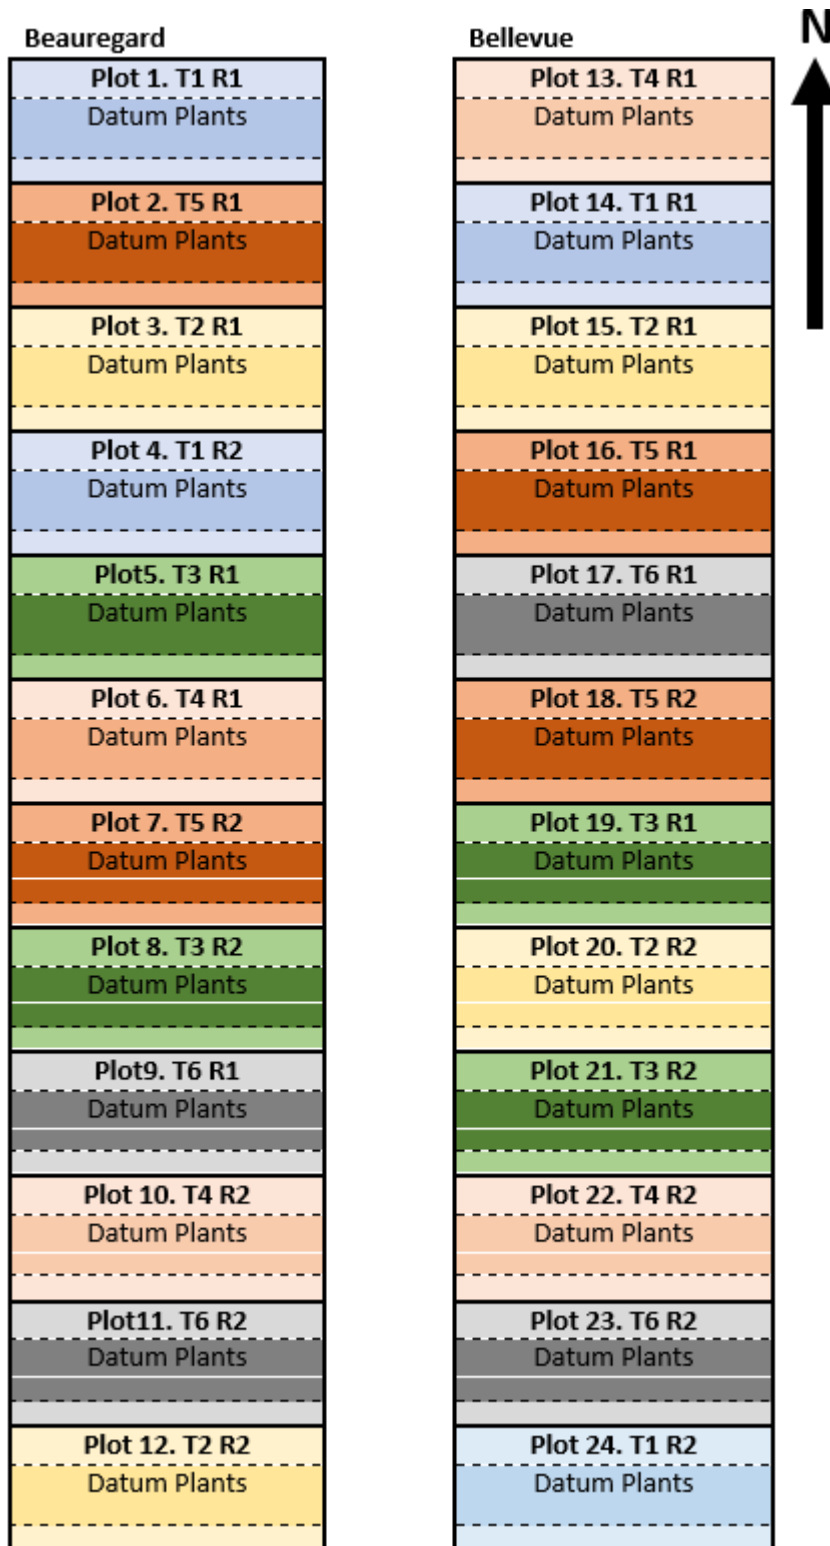 Beauregard
Plot 1. T1 R1
Datum Plants
Plot 2. T5 R1
Datum Plants
Plot 3. T2 R1
Datum Plants
Plot 4. T1 R2
Datum Plants
Plot5. T3 R1
Datum Plants
Plot 6. T4 R1
Datum Plants
Plot 7. T5 R2
Datum Plants
Plot 8. T3 R2
Datum Plants
Plot9. T6 R1
Datum Plants
Plot 10. T4 R2
Datum Plants
Plot11. T6 R2
Datum Plants
Plot 12. T2 R2
Datum Plants
Bellevue
Plot 13. T4 R1
Datum Plants
Plot 14. T1 R1
Datum Plants
Plot 15. T2 R1
Datum Plants
Plot 16. T5 R1
Datum Plants
Plot 17. T6 R1
Datum Plants
Plot 18. T5 R2
Datum Plants
Plot 19. T3 R1
Datum Plants
Plot 20. T2 R2
Datum Plants
Plot 21. T3 R2
Datum Plants
Plot 22. T4 R2
Datum Plants
Plot 23. T6 R2
Datum Plants
Plot 24. T1 R2
Datum Plants
N